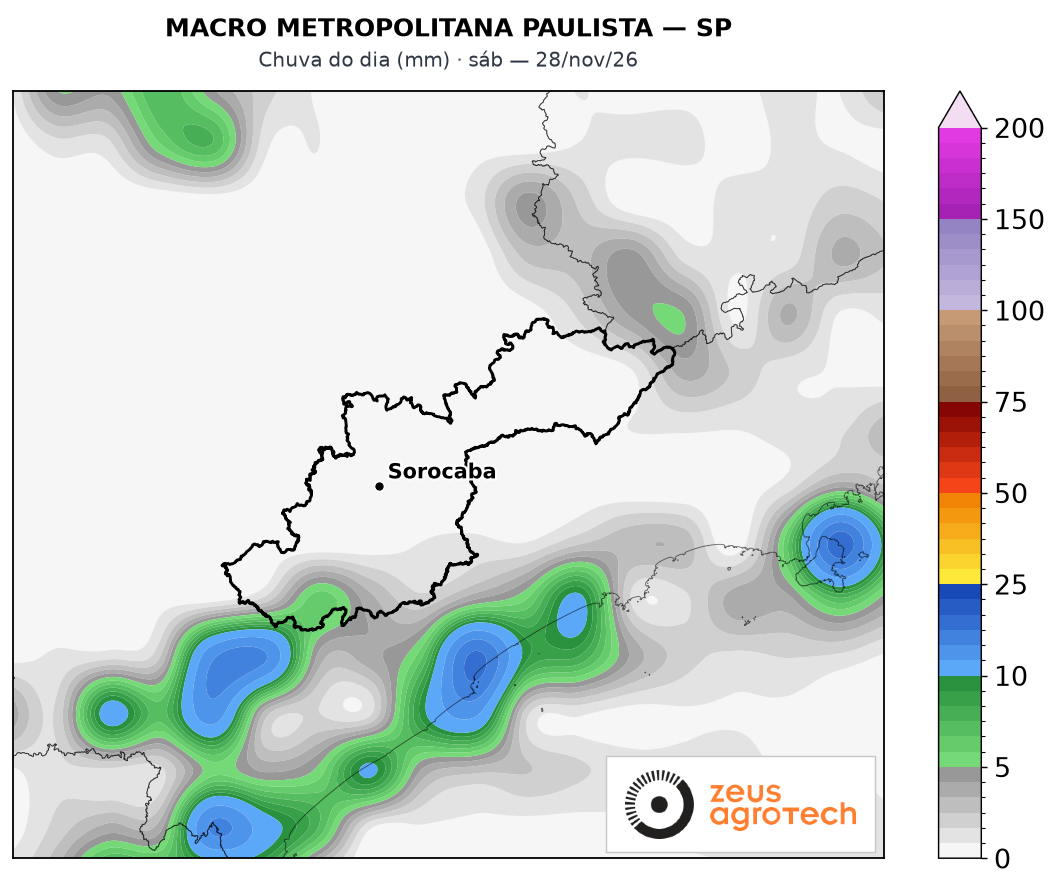 MACRO METROPOLITANA PAULISTA — SP
Chuva do dia (mm) · sáb — 28/nov/26
200
150
100
75
50
25
10
5
0
Sorocaba
zeus
agrotech